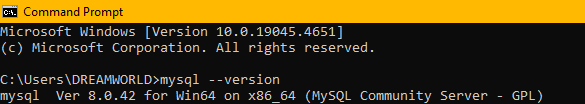 Command Prompt
Microsoft Windows [Version 10.0.19045.4651]
(c) Microsoft Corporation. All rights reserved.
C:\Users\DREAMWORLD>mysql --version
mysql  Ver 8.0.42 for Win64 on x86_64 (MySQL Community Server - GPL)